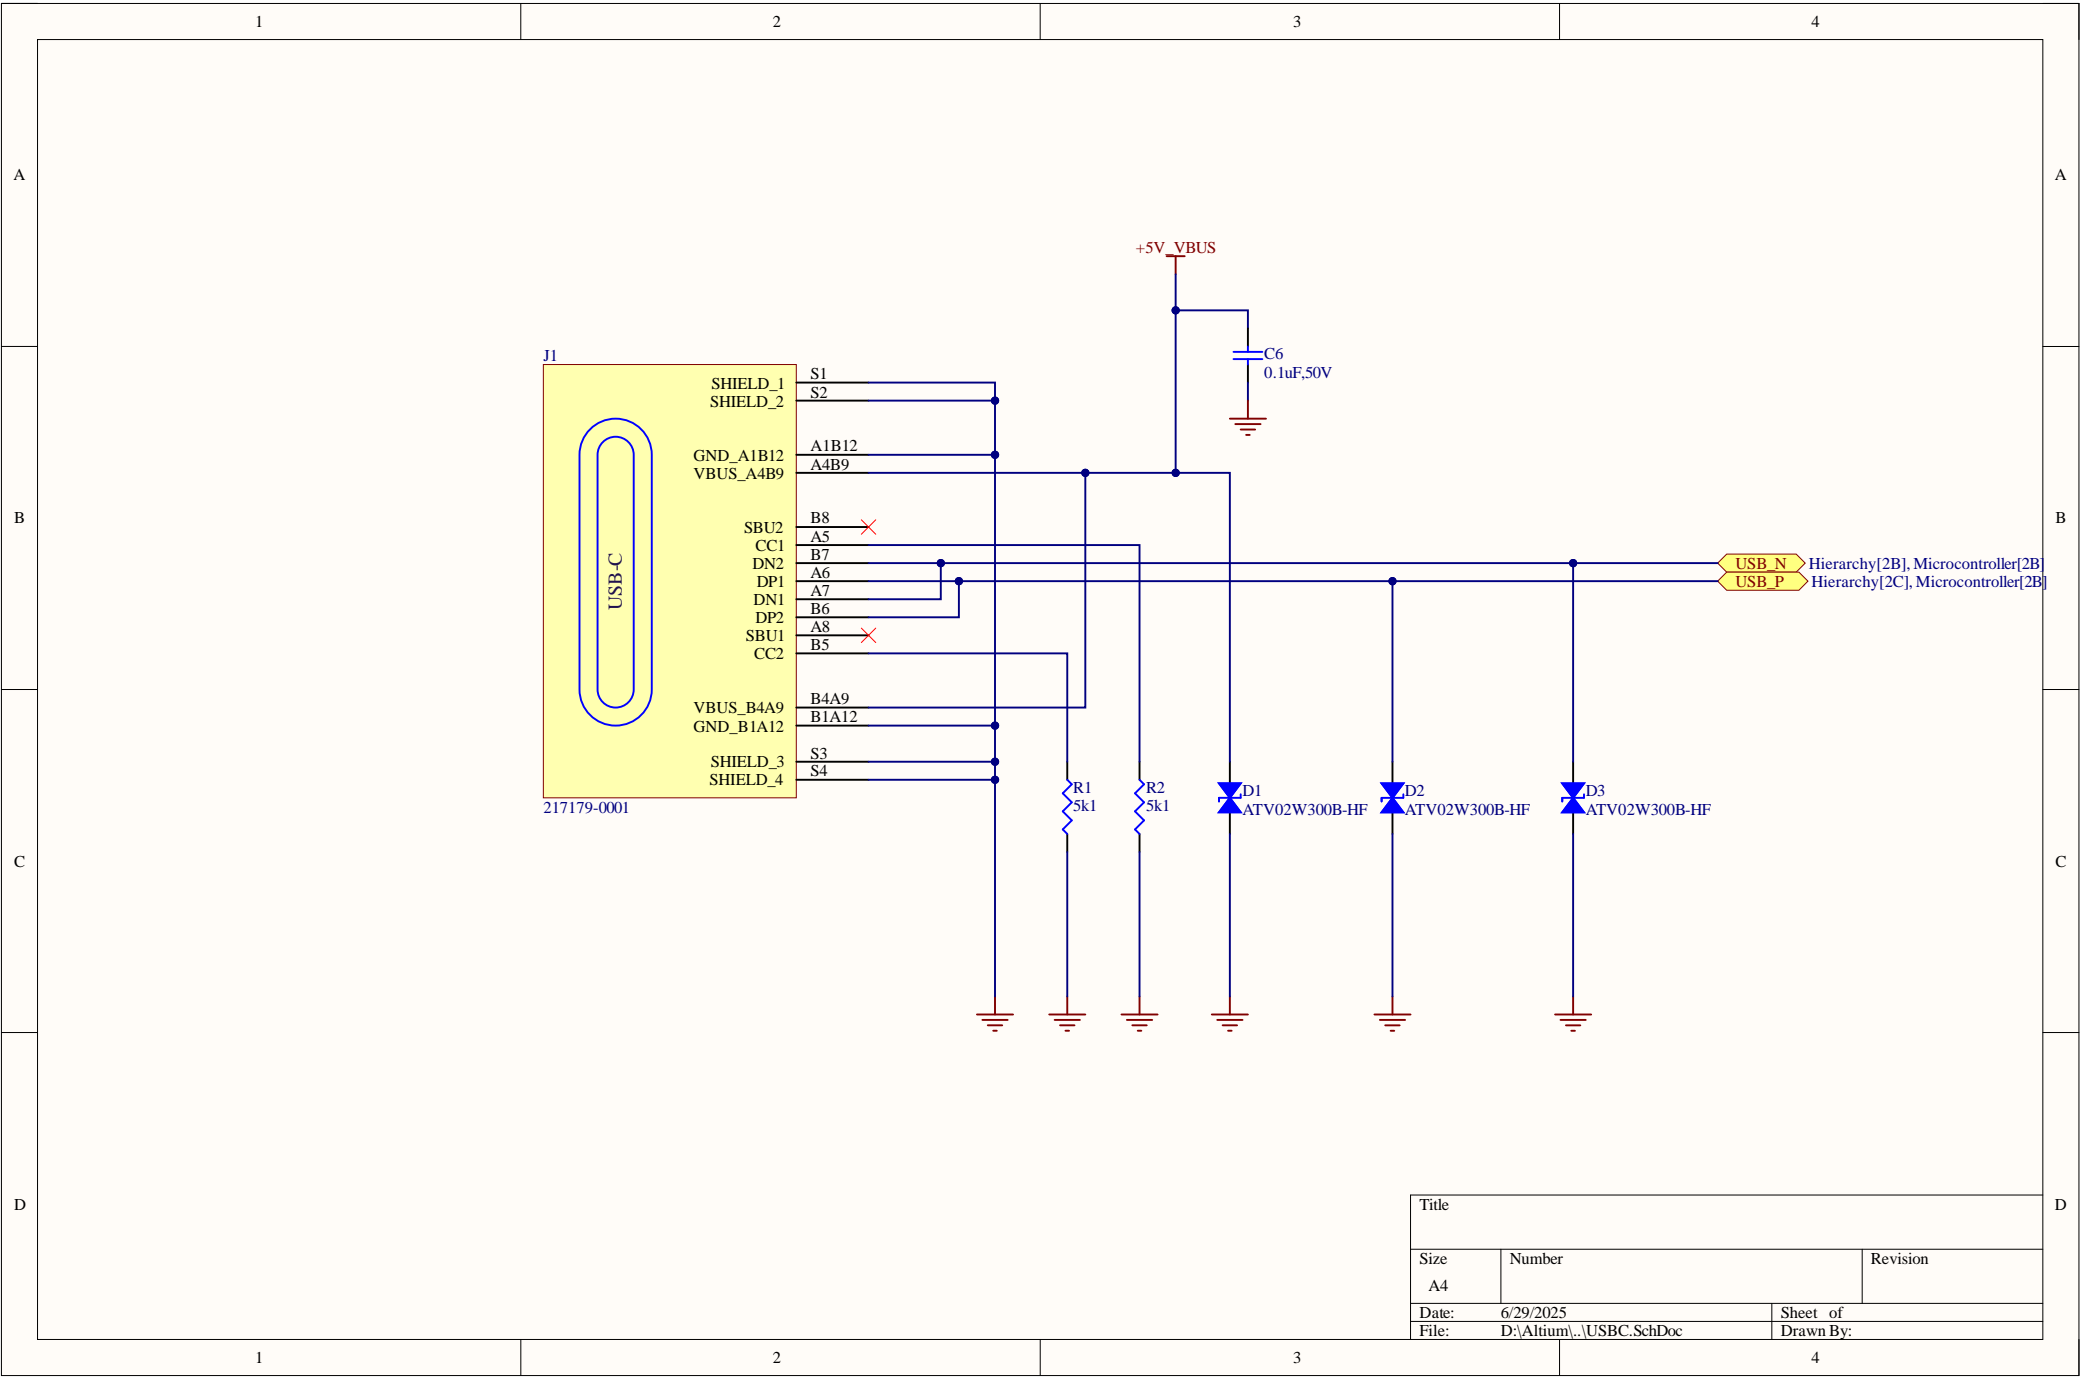 1 2 3 4
A A
+5V_VBUS
J1
C6
0.1uF,50V
SHIELD_1 S1
SHIELD_2 S2
GND_A1B12 A1B12
VBUS_A4B9 A4B9
B B
SBU2 B8
CC1 A5
DN2 B7
USB_N Hierarchy[2B], Microcontroller[2B]
DP1 A6
USB_P Hierarchy[2C], Microcontroller[2B]
DN1 A7
DP2 B6
SBU1 A8
CC2 B5
USB-C
VBUS_B4A9 B4A9
GND_B1A12 B1A12
SHIELD_3 S3
SHIELD_4 S4
217179-0001
R1
5k1
R2
5k1
D1
ATV02W300B-HF
D2
ATV02W300B-HF
D3
ATV02W300B-HF
C C
D D
Title
Size Number Revision
A4
Date: 6/29/2025 Sheet of
File: D:\Altium\..\USBC.SchDoc Drawn By:
1 2 3 4